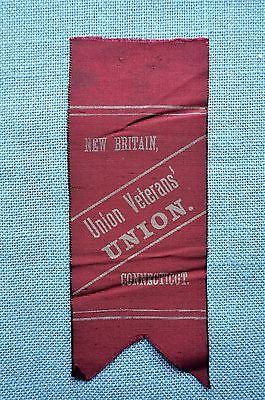 NEW BRITAIN,
Union Veterans'
UNION.
CONNECTICUT.